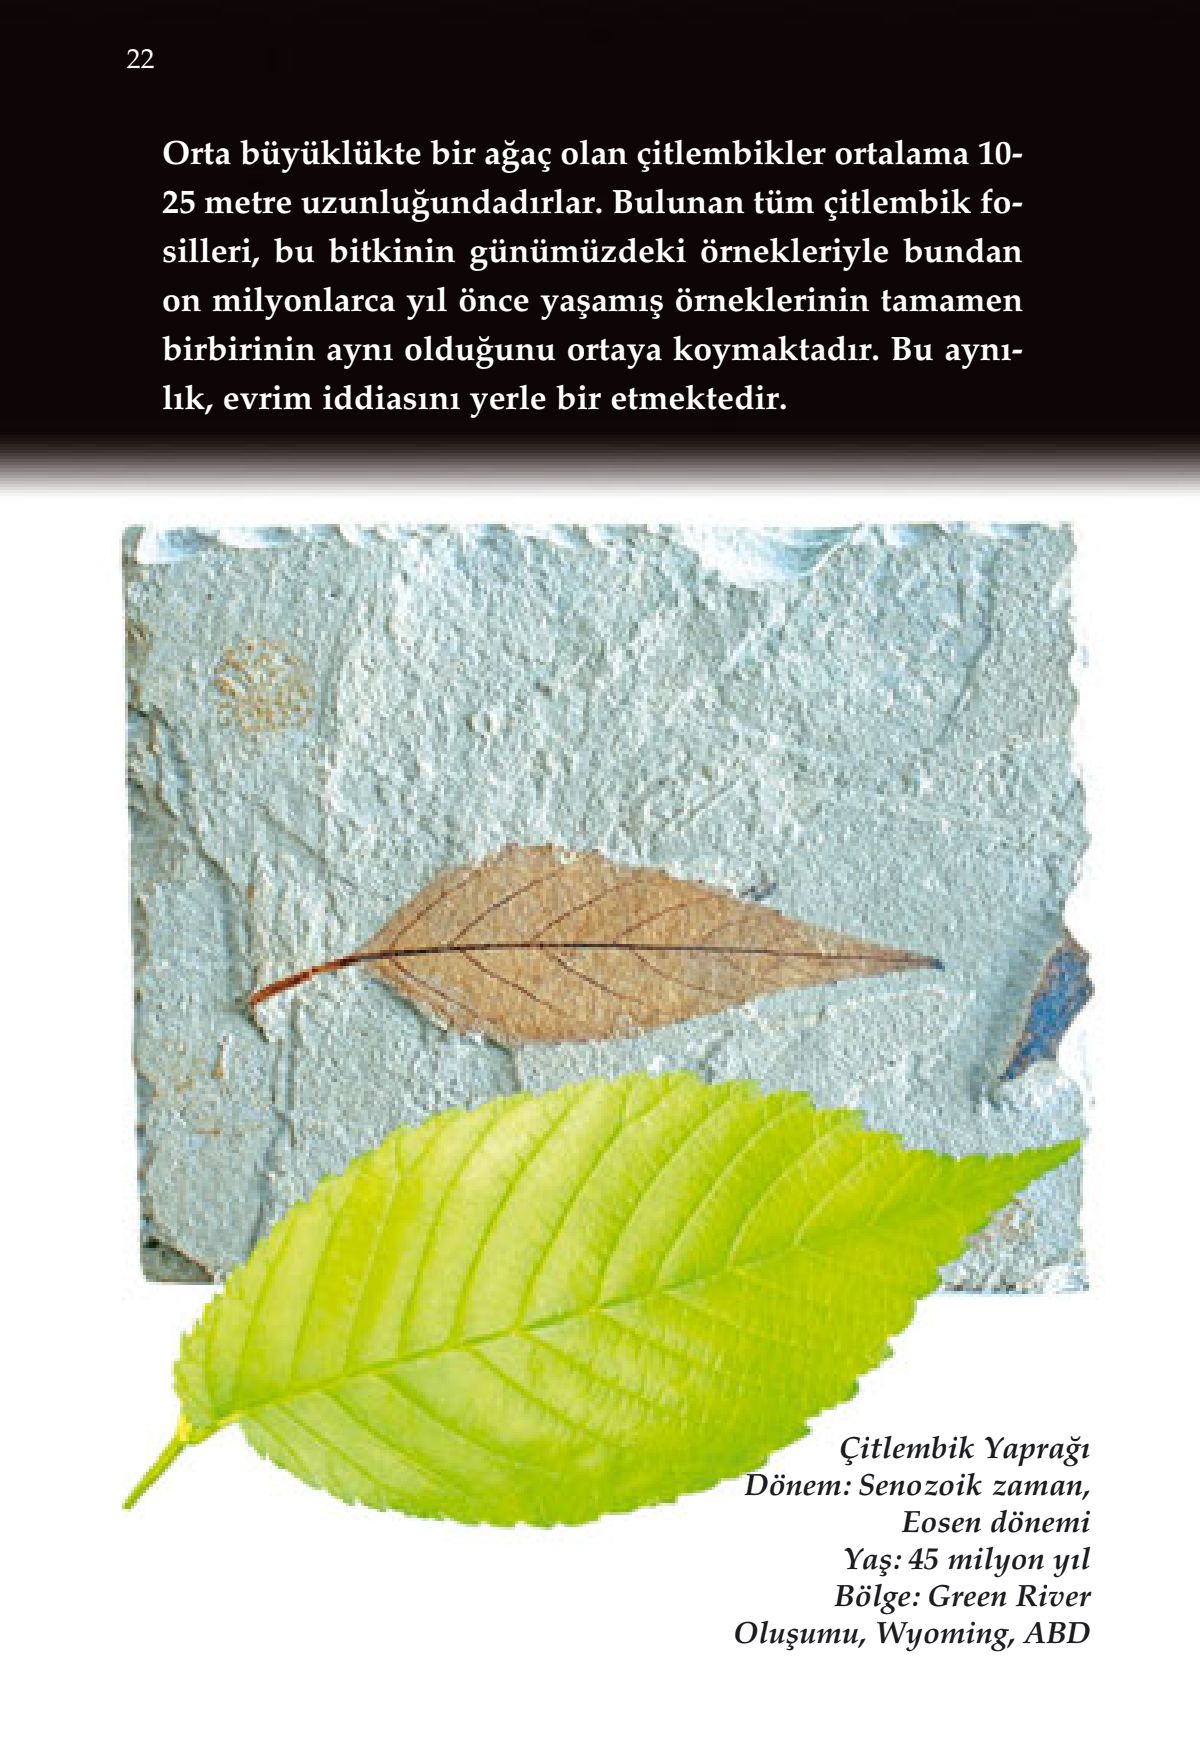 22
Orta büyüklükte bir ağaç olan çitlembikler ortalama 10-
25 metre uzunluğundadırlar. Bulunan tüm çitlembik fo-
silleri, bu bitkinin günümüzdeki örnekleriyle bundan
on milyonlarca yıl önce yaşamış örneklerinin tamamen
birbirinin aynı olduğunu ortaya koymaktadır. Bu aynı-
lık, evrim iddiasını yerle bir etmektedir.
Çitlembik Yaprağı
Dönem: Senozoik zaman,
Eosen dönemi
Yaş: 45 milyon yıl
Bölge: Green River
Oluşumu, Wyoming, ABD